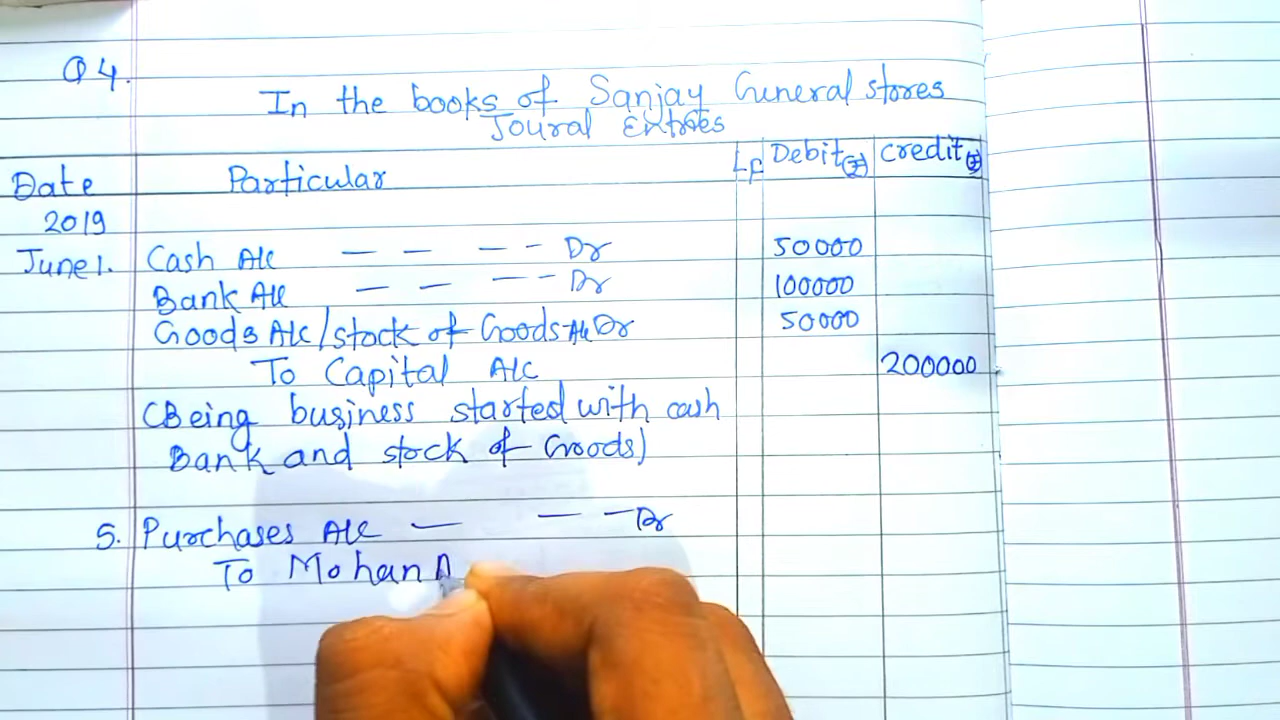 Q4.
In the books of Sanjay General stores
Joural Entries
Date Particular Lf Debit(₹) credit(₹)
2019
June 1. Cash A/c — — — - Dr 50000
Bank A/c — — — - Dr 100000
Goods A/c/stock of Goods A/c Dr 50000
To Capital A/c 200000
(Being business started with cash
Bank and stock of Goods)
5. Purchases A/c — — — Dr
To Mohan A